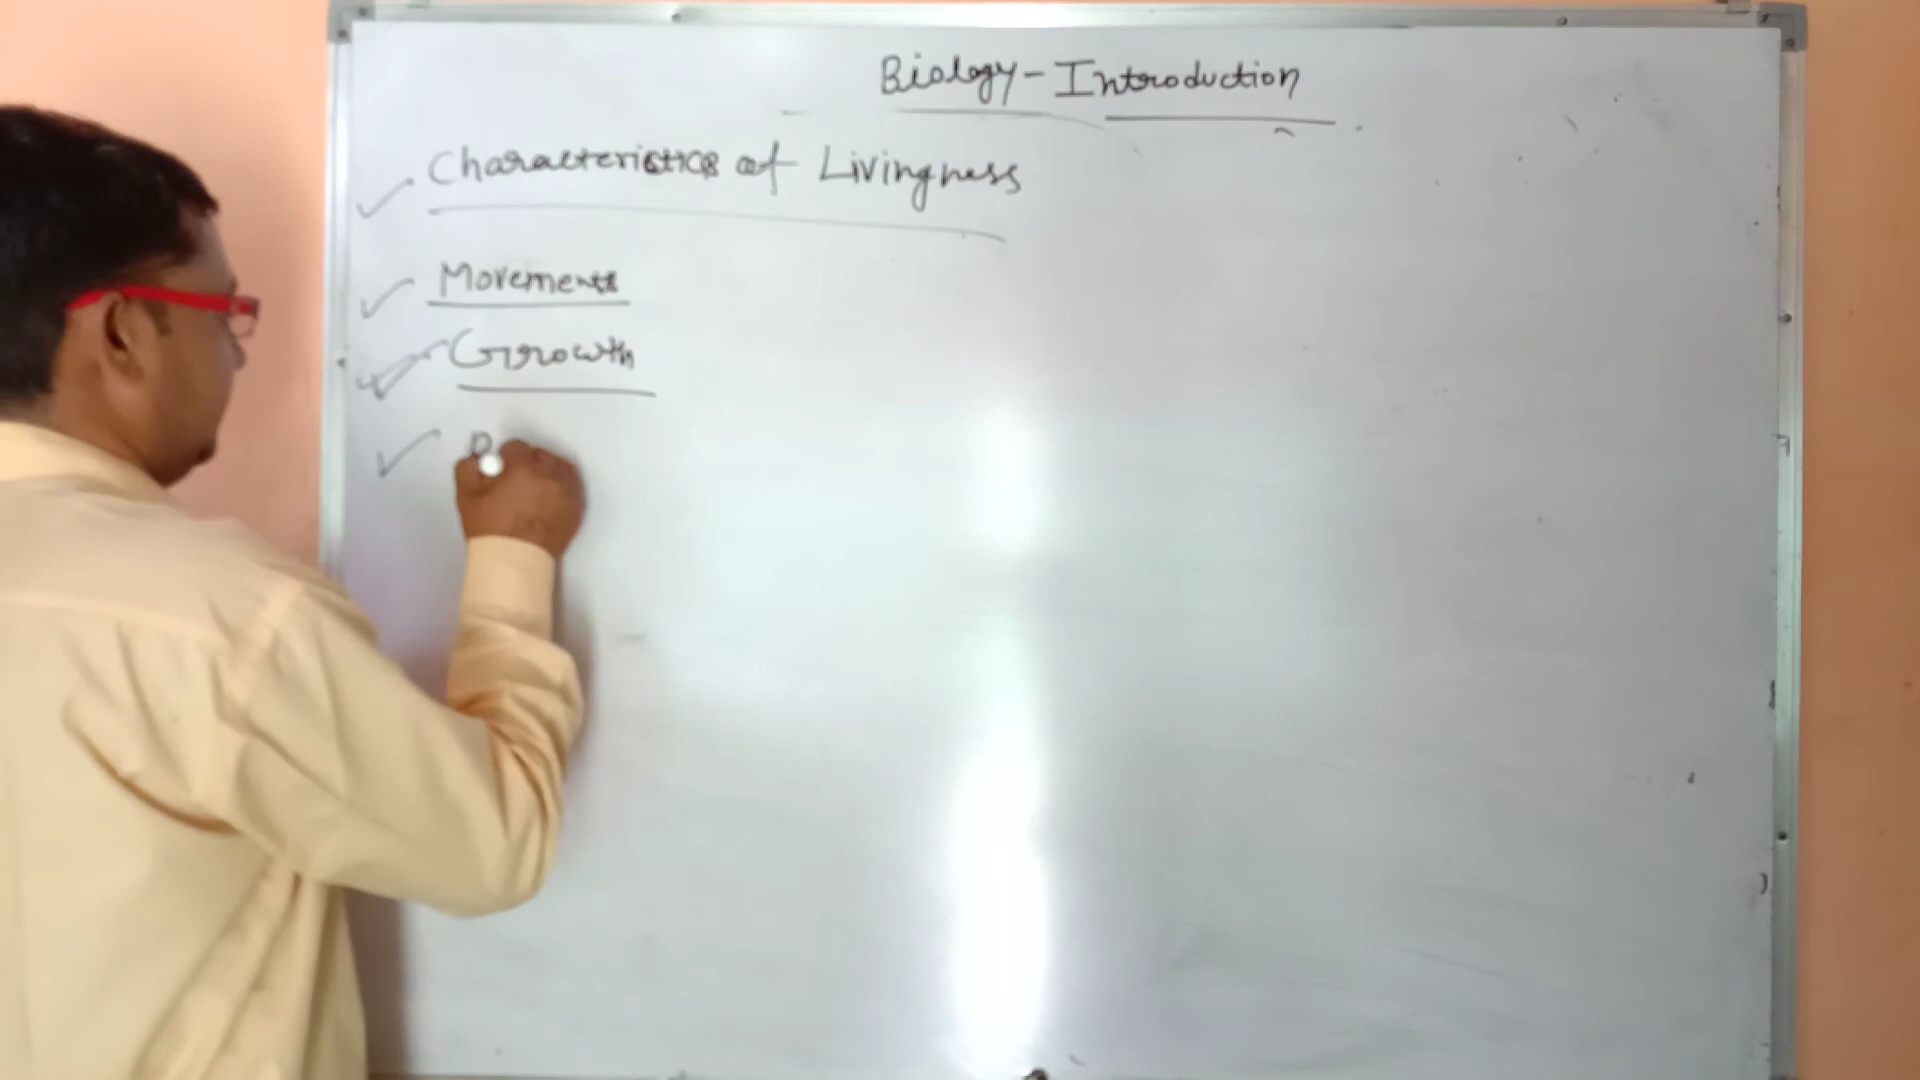 Biology - Introduction
Characteristics of Livingness
Movements
Growth